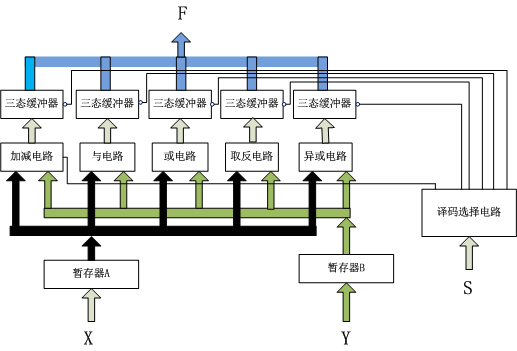 F
三态缓冲器 三态缓冲器 三态缓冲器 三态缓冲器 三态缓冲器
加减电路 与电路 或电路 取反电路 异或电路
译码选择电路
暂存器A 暂存器B
S
X Y